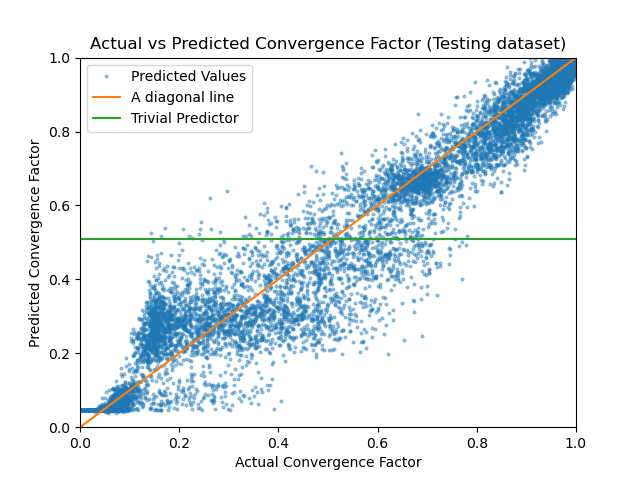 Actual vs Predicted Convergence Factor (Testing dataset)
1.0
0.8
0.6
0.4
0.2
0.0
Predicted Convergence Factor
Predicted Values
A diagonal line
Trivial Predictor
0.0 0.2 0.4 0.6 0.8 1.0
Actual Convergence Factor